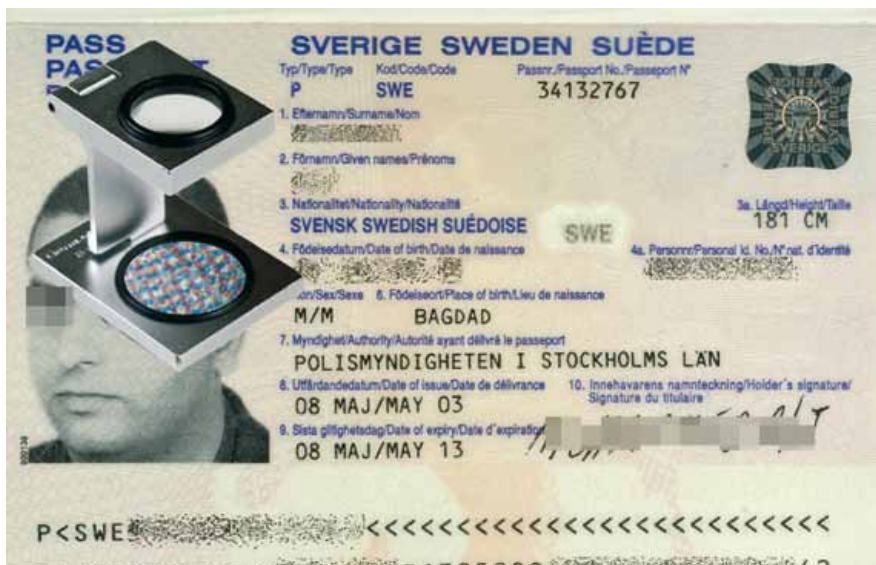 PASS
SVERIGE SWEDEN SUÈDE
Typ/Type/Type Kod/Code/Code Passnr./Passport No./Passeport N°
P SWE 34132767
1. Efternamn/Surname/Nom
2. Förnamn/Given names/Prénoms
3. Nationalitet/Nationality/Nationalité 3a. Längd/Height/Taille
SVENSK SWEDISH SUÉDOISE SWE 181 CM
4. Födelsedatum/Date of birth/Date de naissance 4a. Personnr/Personal Id. No./N° nat. d'identité
/Sex/Sexe 6. Födelseort/Place of birth/Lieu de naissance
M/M BAGDAD
7. Myndighet/Authority/Autorité ayant délivré le passeport
POLISMYNDIGHETEN I STOCKHOLMS LÄN
8. Utfärdandedatum/Date of issue/Date de délivrance 10. Innehavarens namnteckning/Holder's signature/
Signature du titulaire
08 MAJ/MAY 03
9. Sista giltighetsdag/Date of expiry/Date d'expiration
08 MAJ/MAY 13
P<SWE <<<<<<<<<<<<<<<<<<<<<<<<<<
SVERIGE